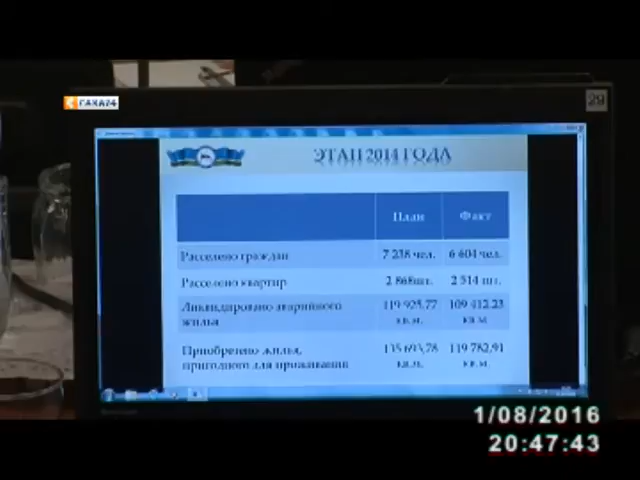 САХА24
29
ЭТАП 2014 ГОДА
План Факт
Расселено граждан 7 238 чел. 6 604 чел.
Расселено квартир 2 868шт. 2 514 шт.
Ликвидировано аварийного жилья 119 925,77 кв.м. 109 412,23 кв.м.
Приобретено жилья, пригодного для проживания 135 693,78 кв.м. 119 782,91 кв.м.
1/08/2016
20:47:43